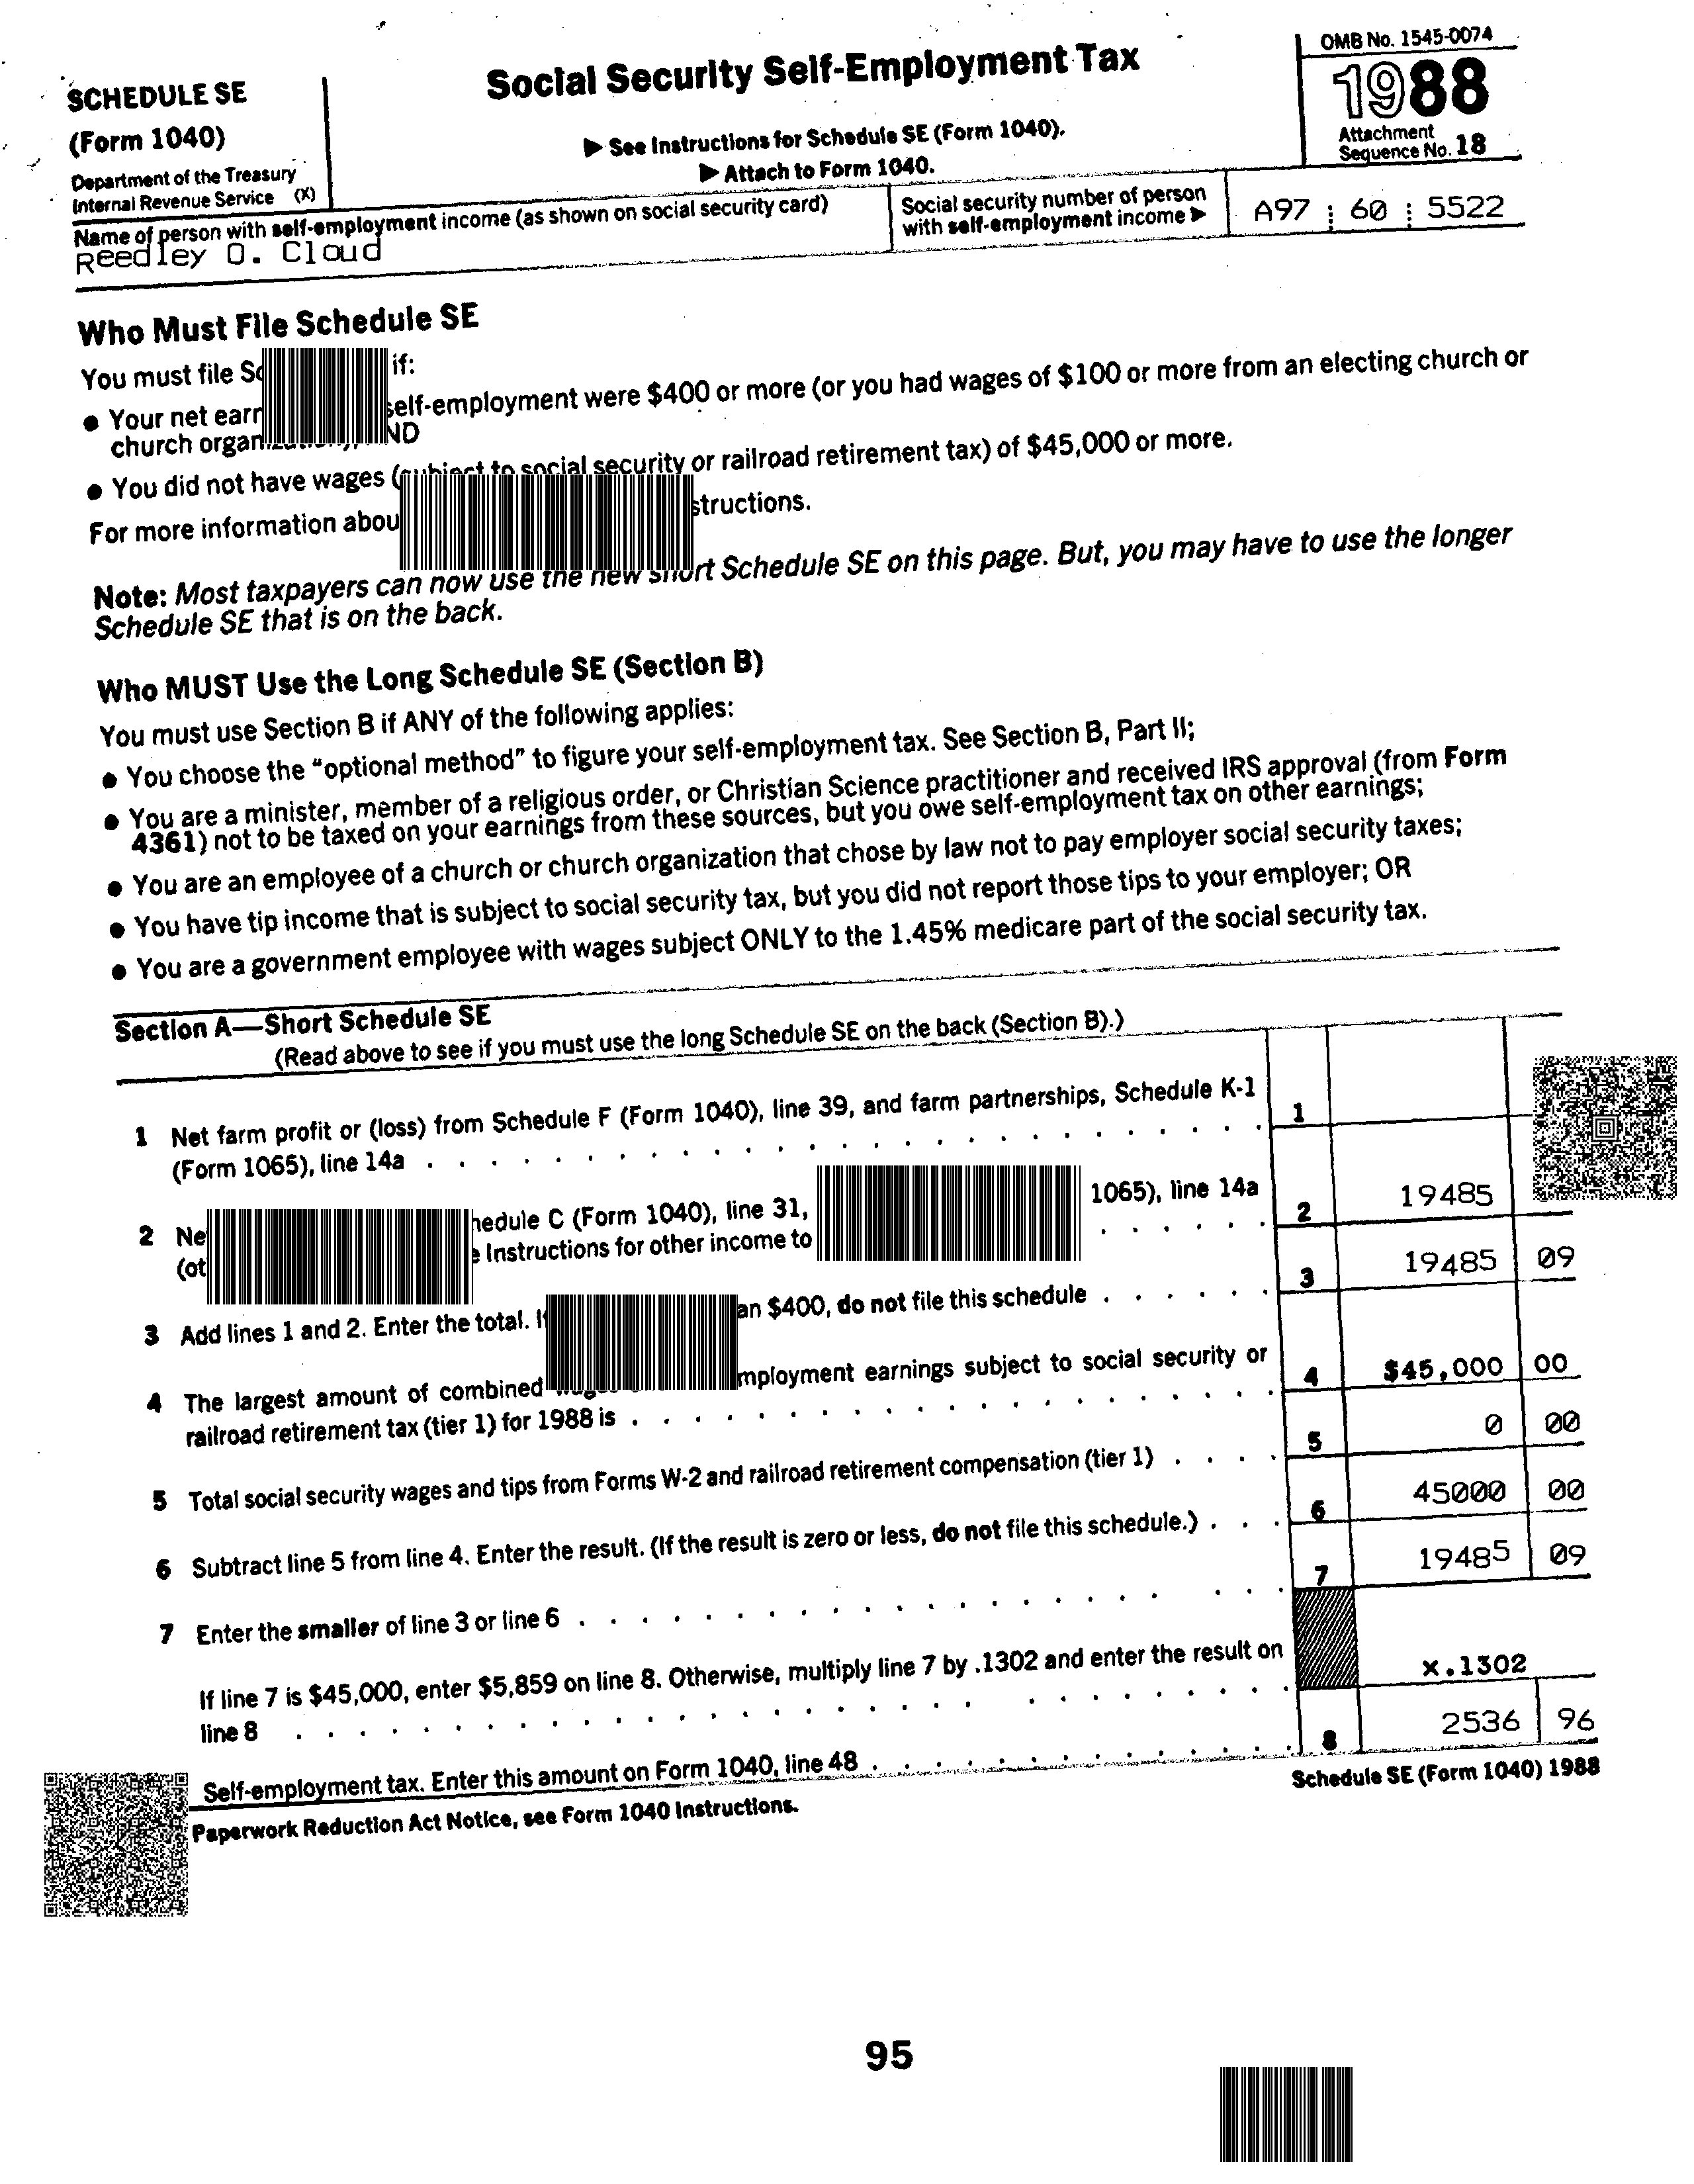 SCHEDULE SE
(Form 1040)
Department of the Treasury
Internal Revenue Service (X)
Social Security Self-Employment Tax
▶ See Instructions for Schedule SE (Form 1040).
▶ Attach to Form 1040.
OMB No. 1545-0074
1988
Attachment
Sequence No. 18
Name of person with self-employment income (as shown on social security card)
Reedley O. Cloud
Social security number of person
with self-employment income ▶
A97 60 5522
Who Must File Schedule SE
You must file if:
● Your net self-employment were $400 or more (or you had wages of $100 or more from an electing church or
church
● You did not have wages (subject to social security or railroad retirement tax) of $45,000 or more.
For more information
Note: Most taxpayers can now use the new short Schedule SE on this page. But, you may have to use the longer
Schedule SE that is on the back.
Who MUST Use the Long Schedule SE (Section B)
You must use Section B if ANY of the following applies:
● You choose the "optional method" to figure your self-employment tax. See Section B, Part II;
● You are a minister, member of a religious order, or Christian Science practitioner and received IRS approval (from Form
4361) not to be taxed on your earnings from these sources, but you owe self-employment tax on other earnings;
● You are an employee of a church or church organization that chose by law not to pay employer social security taxes;
● You have tip income that is subject to social security tax, but you did not report those tips to your employer; OR
● You are a government employee with wages subject ONLY to the 1.45% medicare part of the social security tax.
Section A—Short Schedule SE
(Read above to see if you must use the long Schedule SE on the back (Section B).)
1 Net farm profit or (loss) from Schedule F (Form 1040), line 39, and farm partnerships, Schedule K-1
(Form 1065), line 14a . . . 1
2 C (Form 1040), line 31, 1065), line 14a
Instructions for other income to . . . 2 19485
3 Add lines 1 and 2. Enter the total. $400, do not file this schedule . . . 3 19485 09
4 The largest amount of combined earnings subject to social security or
railroad retirement tax (tier 1) for 1988 is . . . 4 $45,000 00
5 Total social security wages and tips from Forms W-2 and railroad retirement compensation (tier 1) . . . 5 0 00
6 Subtract line 5 from line 4. Enter the result. (If the result is zero or less, do not file this schedule.) . . . 6 45000 00
7 Enter the smaller of line 3 or line 6 . . . 7 19485 09
If line 7 is $45,000, enter $5,859 on line 8. Otherwise, multiply line 7 by .1302 and enter the result on
line 8 . . . x.1302
Self-employment tax. Enter this amount on Form 1040, line 48 . . . 8 2536 96
Paperwork Reduction Act Notice, see Form 1040 Instructions.
Schedule SE (Form 1040) 1988
95